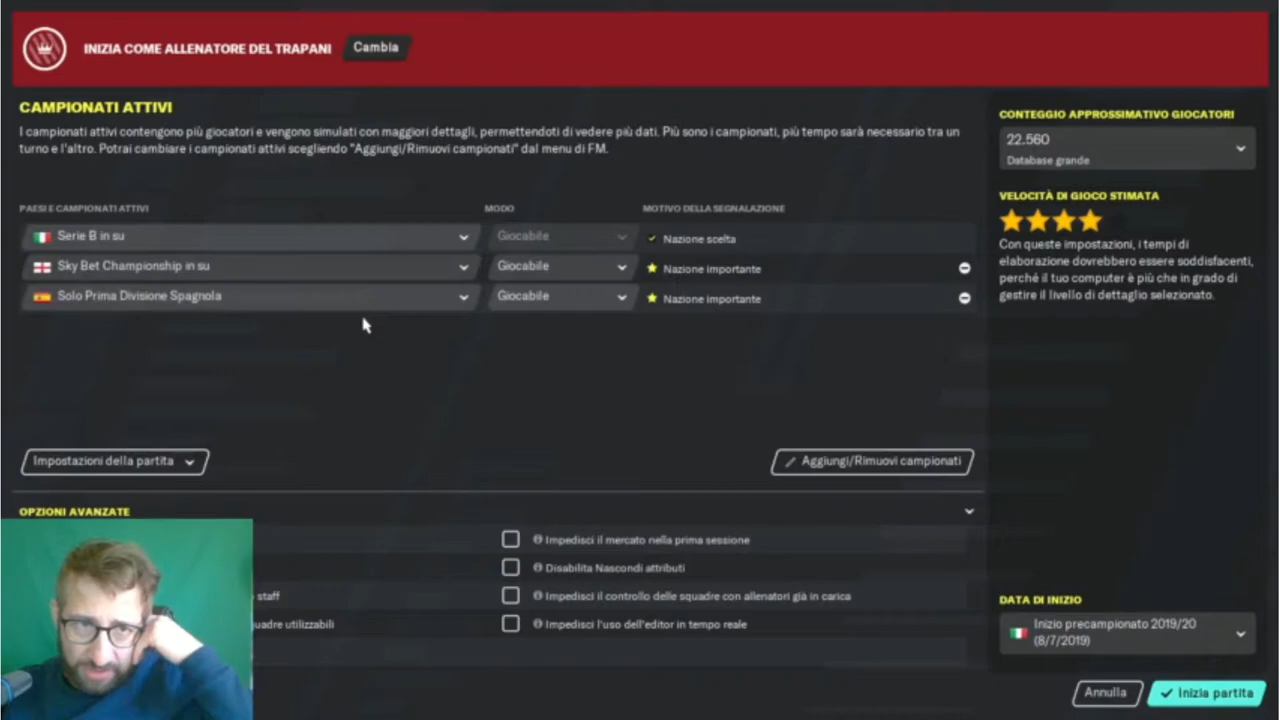 INIZIA COME ALLENATORE DEL TRAPANI
Cambia
CAMPIONATI ATTIVI
I campionati attivi contengono più giocatori e vengono simulati con maggiori dettagli, permettendoti di vedere più dati. Più sono i campionati, più tempo sarà necessario tra un
turno e l'altro. Potrai cambiare i campionati attivi scegliendo "Aggiungi/Rimuovi campionati" dal menu di FM.
PAESI E CAMPIONATI ATTIVI
MODO
MOTIVO DELLA SEGNALAZIONE
Serie B in su
Giocabile
Nazione scelta
Sky Bet Championship in su
Giocabile
Nazione importante
Solo Prima Divisione Spagnola
Giocabile
Nazione importante
Impostazioni della partita
Aggiungi/Rimuovi campionati
CONTEGGIO APPROSSIMATIVO GIOCATORI
22.560
Database grande
VELOCITÀ DI GIOCO STIMATA
Con queste impostazioni, i tempi di
elaborazione dovrebbero essere soddisfacenti,
perché il tuo computer è più che in grado di
gestire il livello di dettaglio selezionato.
OPZIONI AVANZATE
Impedisci il mercato nella prima sessione
Disabilita Nascondi attributi
staff
Impedisci il controllo delle squadre con allenatori già in carica
uadre utilizzabili
Impedisci l'uso dell'editor in tempo reale
DATA DI INIZIO
Inizio precampionato 2019/20
(8/7/2019)
Annulla
Inizia partita